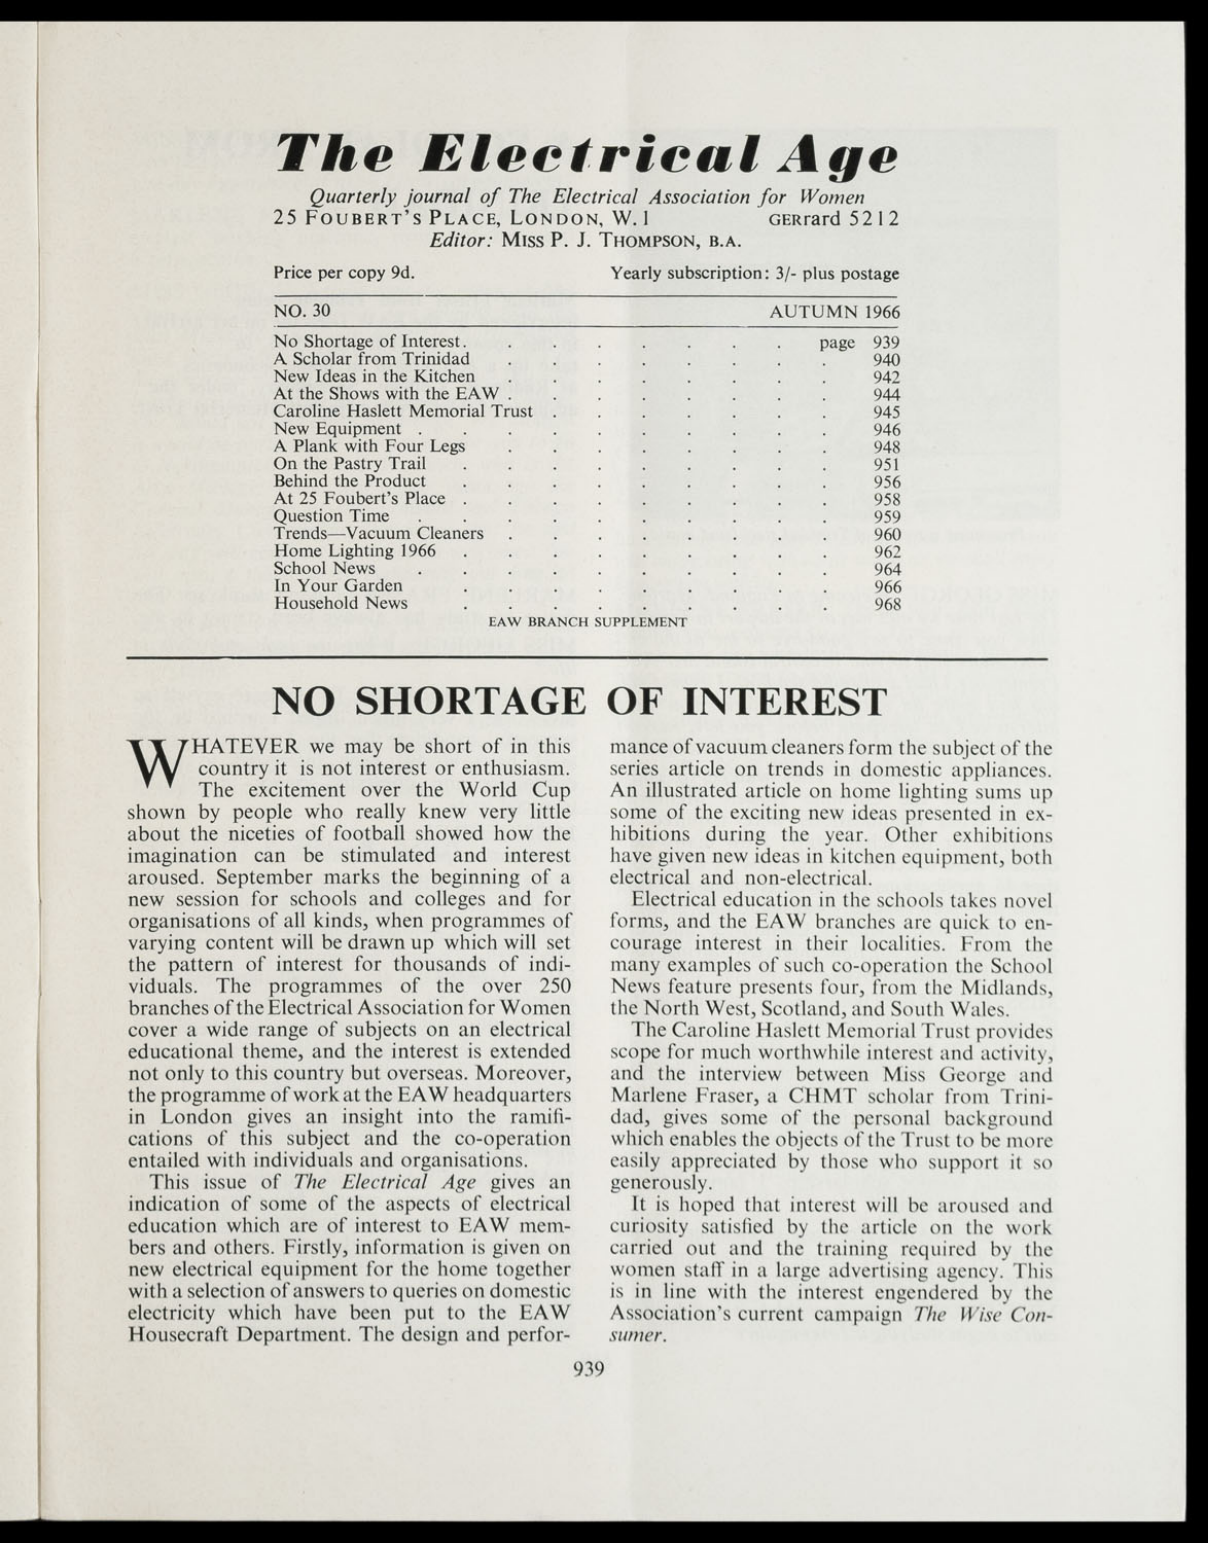 The Electrical Age
Quarterly journal of The Electrical Association for Women
25 FOUBERT'S PLACE, LONDON, W.1 GERrard 5212
Editor: MISS P. J. THOMPSON, B.A.
Price per copy 9d. Yearly subscription: 3/- plus postage
NO. 30 AUTUMN 1966
No Shortage of Interest. . . . . . . . page 939
A Scholar from Trinidad . . . . . . . . 940
New Ideas in the Kitchen . . . . . . . . 942
At the Shows with the EAW . . . . . . . . 944
Caroline Haslett Memorial Trust . . . . . . . 945
New Equipment . . . . . . . . . . 946
A Plank with Four Legs . . . . . . . . 948
On the Pastry Trail . . . . . . . . . 951
Behind the Product . . . . . . . . . 956
At 25 Foubert's Place . . . . . . . . . 958
Question Time . . . . . . . . . . 959
Trends—Vacuum Cleaners . . . . . . . . 960
Home Lighting 1966 . . . . . . . . . 962
School News . . . . . . . . . . 964
In Your Garden . . . . . . . . . 966
Household News . . . . . . . . . 968
EAW BRANCH SUPPLEMENT
NO SHORTAGE OF INTEREST
WHATEVER we may be short of in this
country it is not interest or enthusiasm.
The excitement over the World Cup
shown by people who really knew very little
about the niceties of football showed how the
imagination can be stimulated and interest
aroused. September marks the beginning of a
new session for schools and colleges and for
organisations of all kinds, when programmes of
varying content will be drawn up which will set
the pattern of interest for thousands of indi-
viduals. The programmes of the over 250
branches of the Electrical Association for Women
cover a wide range of subjects on an electrical
educational theme, and the interest is extended
not only to this country but overseas. Moreover,
the programme of work at the EAW headquarters
in London gives an insight into the ramifi-
cations of this subject and the co-operation
entailed with individuals and organisations.
This issue of The Electrical Age gives an
indication of some of the aspects of electrical
education which are of interest to EAW mem-
bers and others. Firstly, information is given on
new electrical equipment for the home together
with a selection of answers to queries on domestic
electricity which have been put to the EAW
Housecraft Department. The design and perfor-
mance of vacuum cleaners form the subject of the
series article on trends in domestic appliances.
An illustrated article on home lighting sums up
some of the exciting new ideas presented in ex-
hibitions during the year. Other exhibitions
have given new ideas in kitchen equipment, both
electrical and non-electrical.
Electrical education in the schools takes novel
forms, and the EAW branches are quick to en-
courage interest in their localities. From the
many examples of such co-operation the School
News feature presents four, from the Midlands,
the North West, Scotland, and South Wales.
The Caroline Haslett Memorial Trust provides
scope for much worthwhile interest and activity,
and the interview between Miss George and
Marlene Fraser, a CHMT scholar from Trini-
dad, gives some of the personal background
which enables the objects of the Trust to be more
easily appreciated by those who support it so
generously.
It is hoped that interest will be aroused and
curiosity satisfied by the article on the work
carried out and the training required by the
women staff in a large advertising agency. This
is in line with the interest engendered by the
Association's current campaign The Wise Con-
sumer.
939